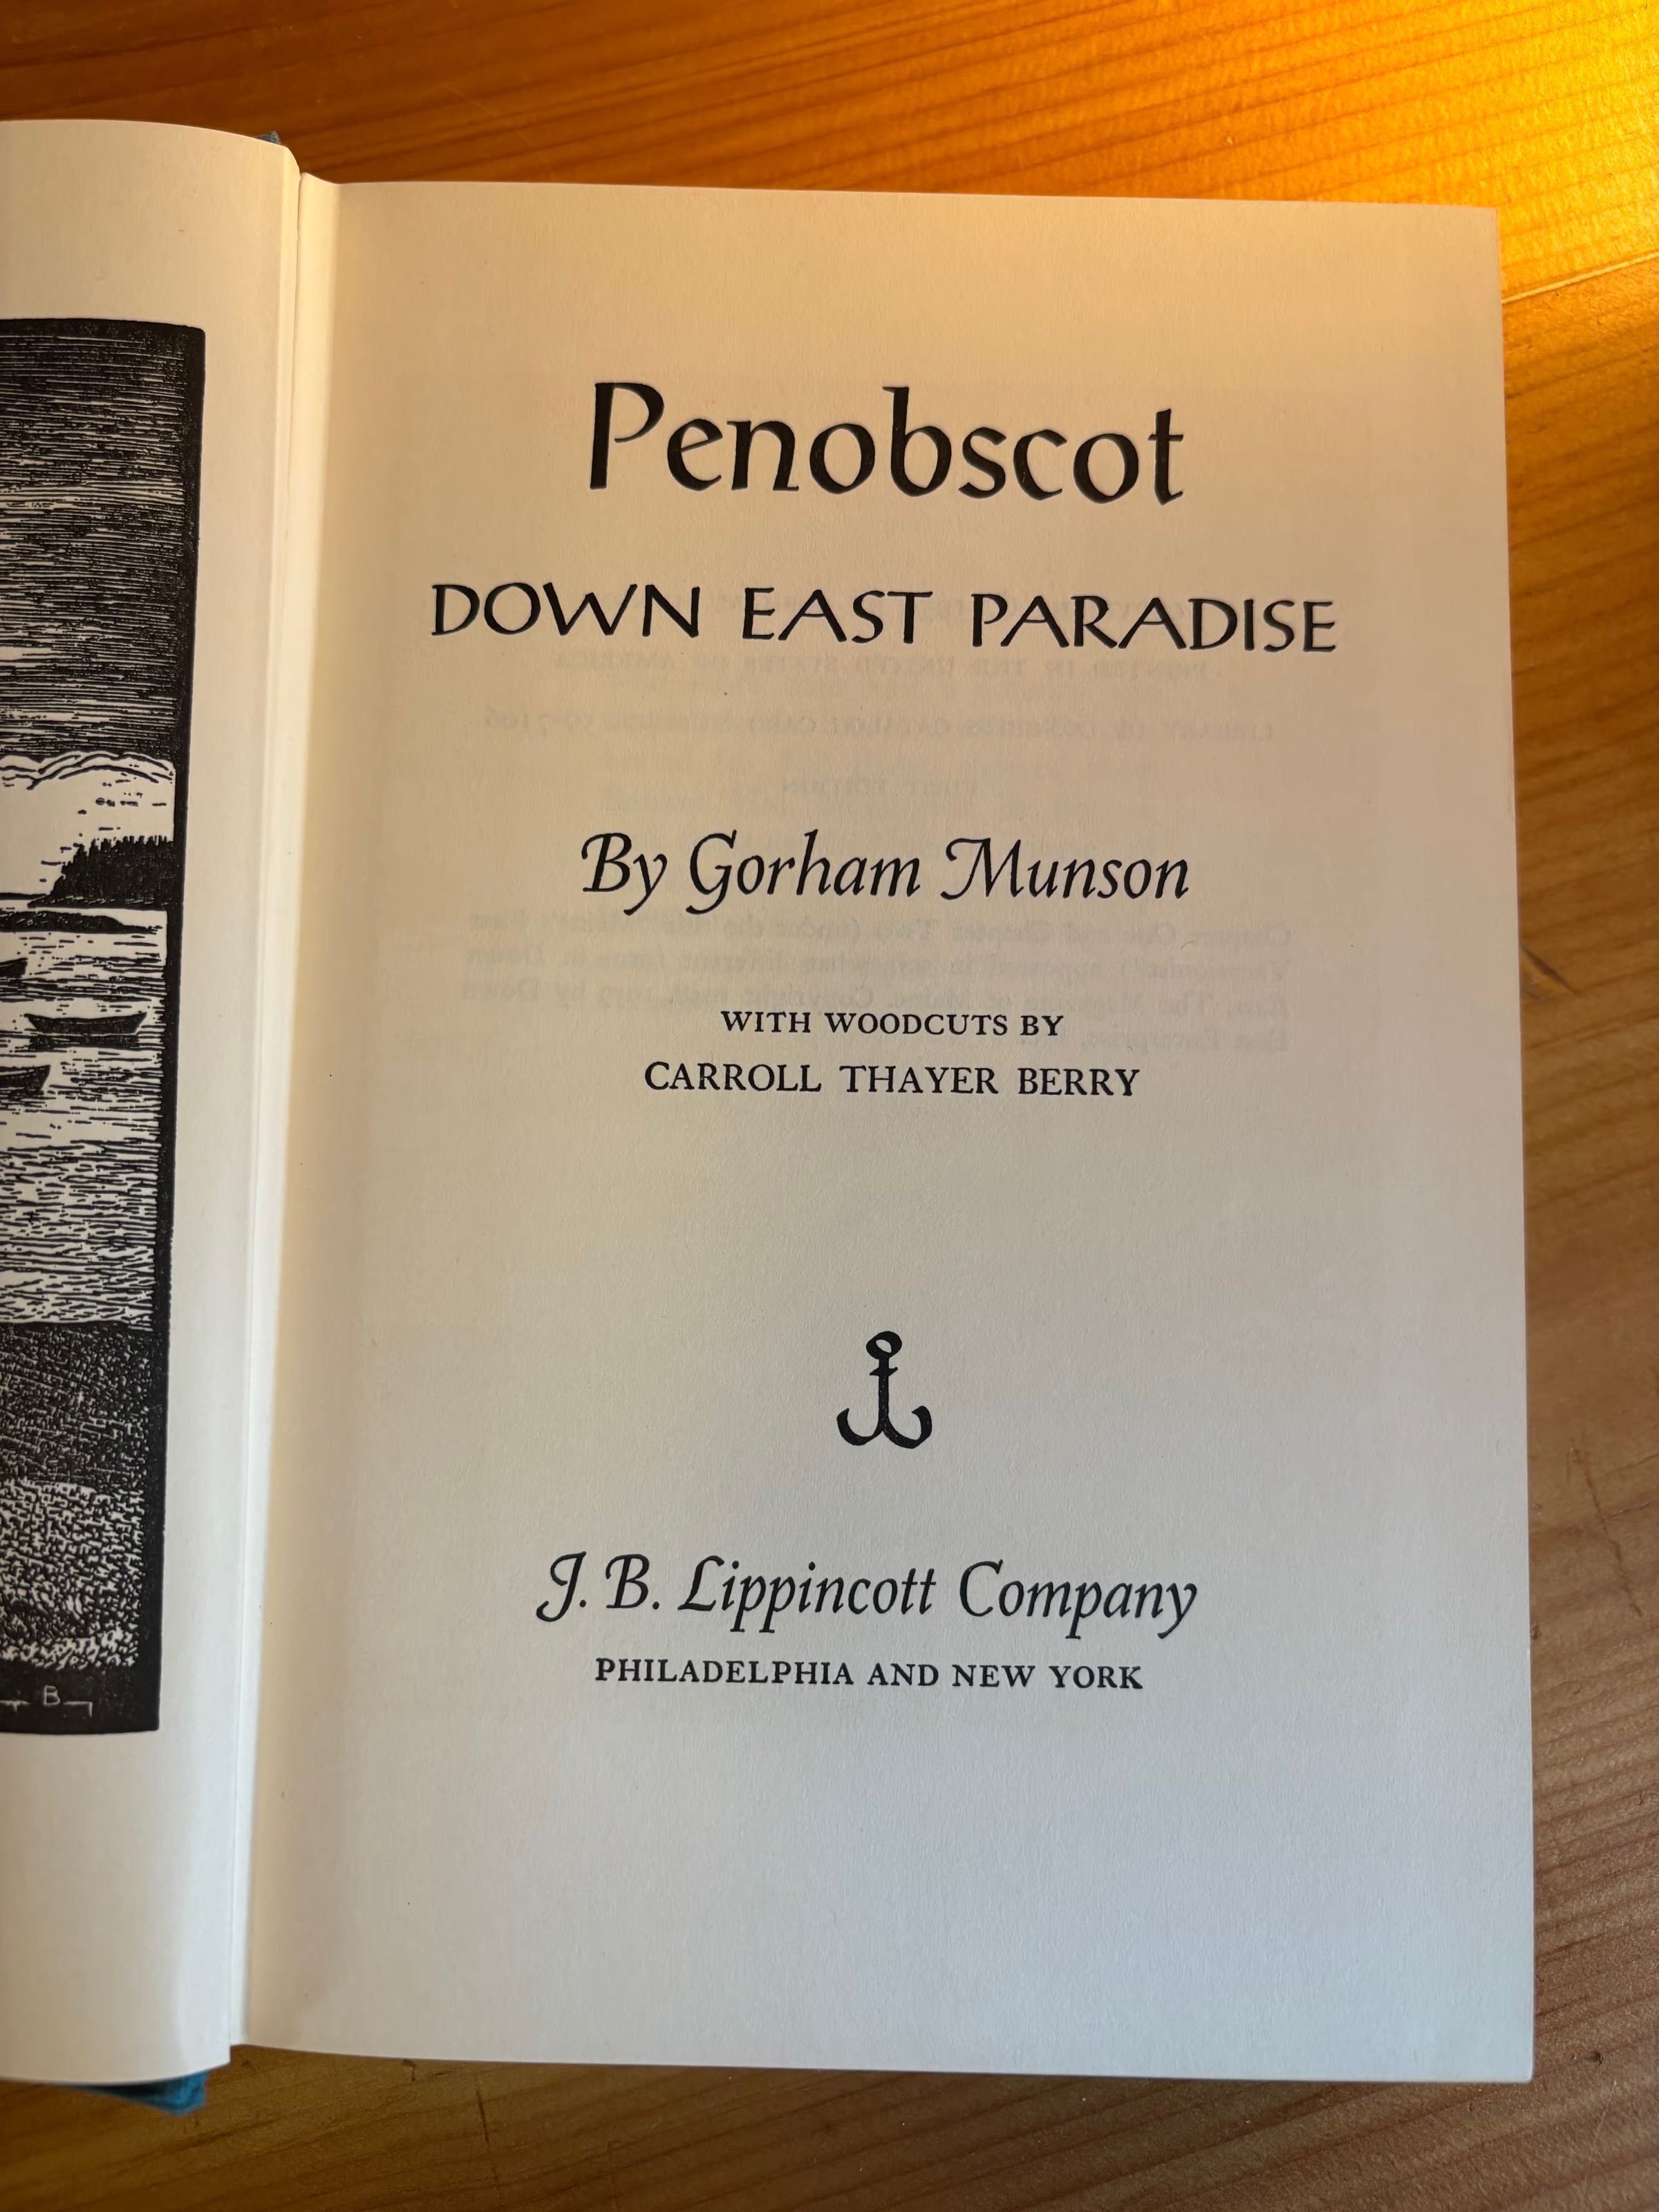 Penobscot
DOWN EAST PARADISE
By Gorham Munson
WITH WOODCUTS BY
CARROLL THAYER BERRY
J. B. Lippincott Company
PHILADELPHIA AND NEW YORK
B